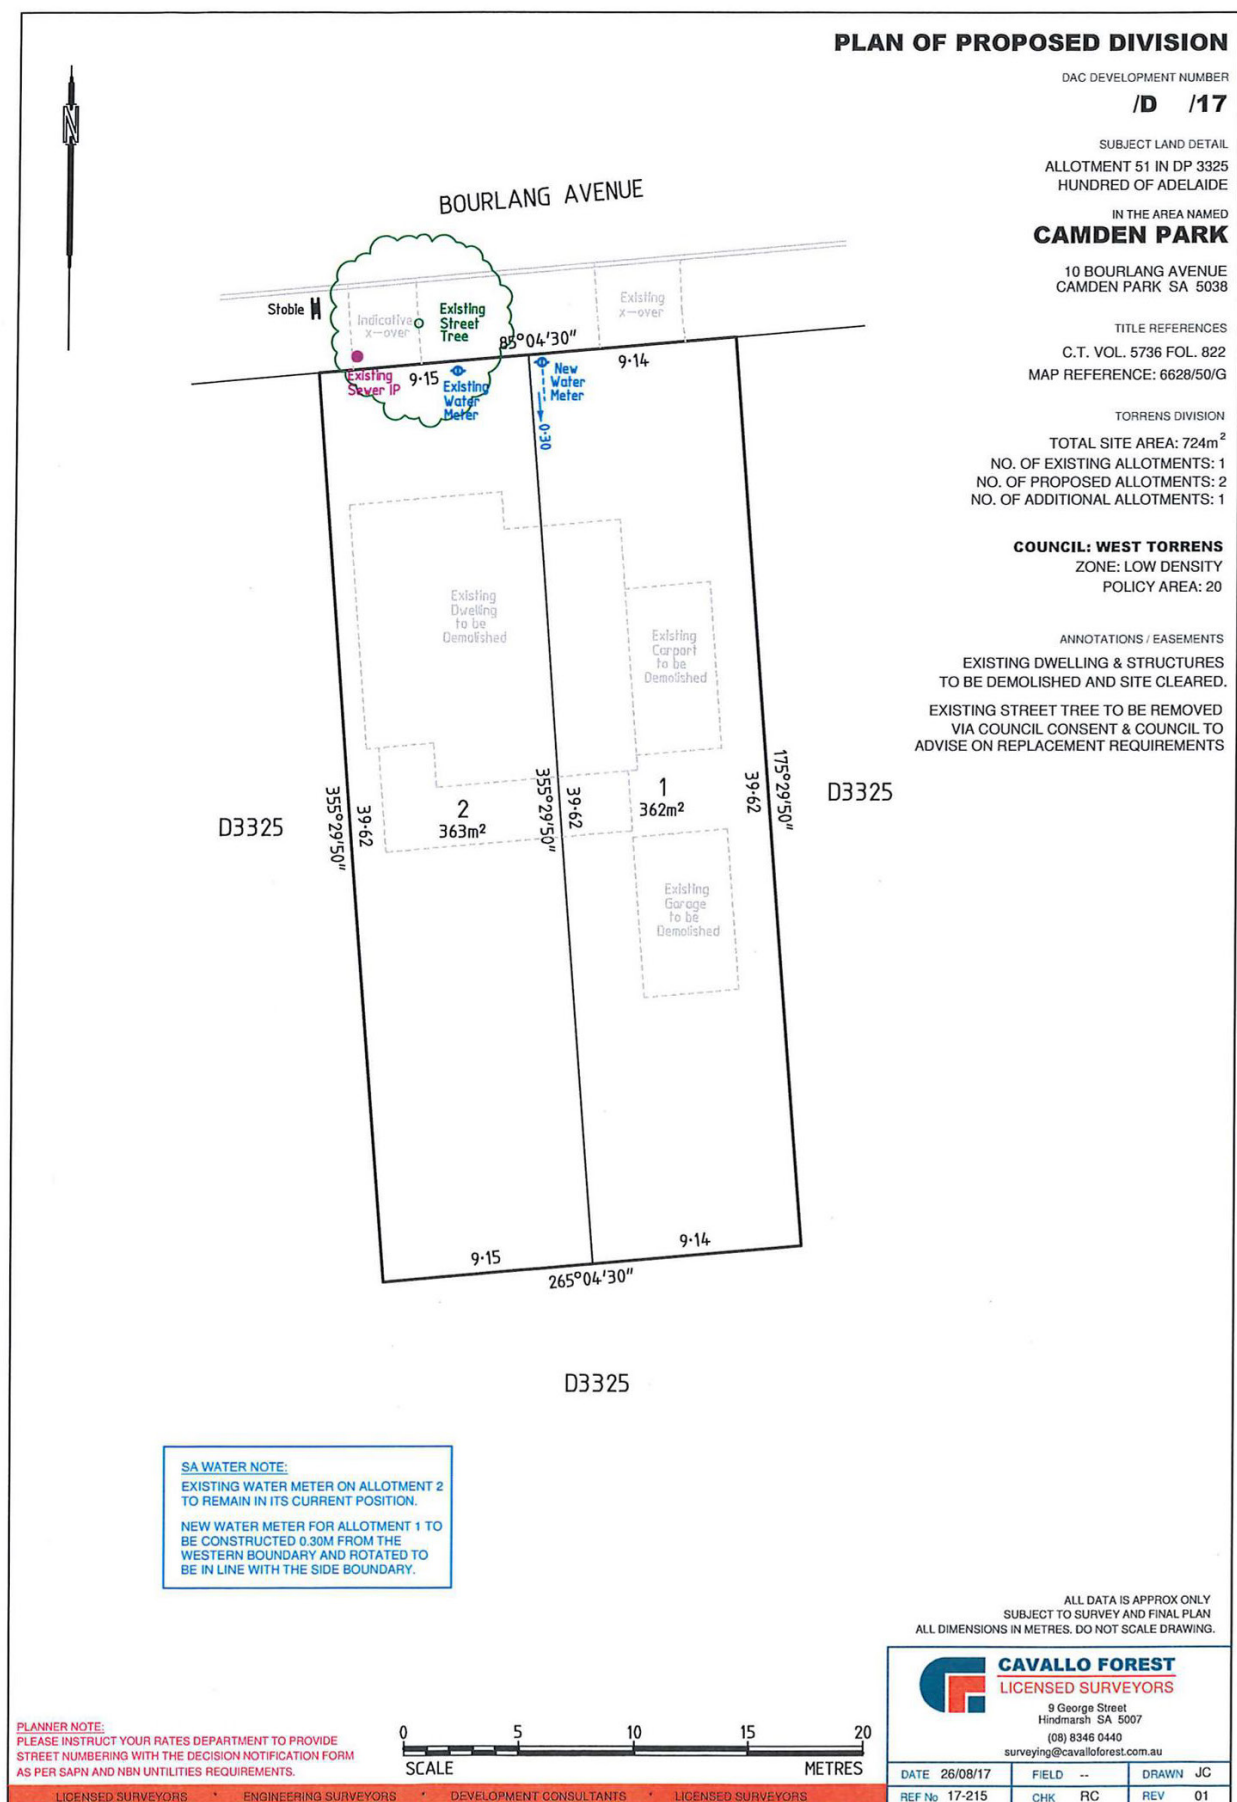 PLAN OF PROPOSED DIVISION
DAC DEVELOPMENT NUMBER
/D /17
SUBJECT LAND DETAIL
ALLOTMENT 51 IN DP 3325
HUNDRED OF ADELAIDE
IN THE AREA NAMED
CAMDEN PARK
10 BOURLANG AVENUE
CAMDEN PARK SA 5038
TITLE REFERENCES
C.T. VOL. 5736 FOL. 822
MAP REFERENCE: 6628/50/G
TORRENS DIVISION
TOTAL SITE AREA: 724m²
NO. OF EXISTING ALLOTMENTS: 1
NO. OF PROPOSED ALLOTMENTS: 2
NO. OF ADDITIONAL ALLOTMENTS: 1
COUNCIL: WEST TORRENS
ZONE: LOW DENSITY
POLICY AREA: 20
ANNOTATIONS / EASEMENTS
EXISTING DWELLING & STRUCTURES
TO BE DEMOLISHED AND SITE CLEARED.
EXISTING STREET TREE TO BE REMOVED
VIA COUNCIL CONSENT & COUNCIL TO
ADVISE ON REPLACEMENT REQUIREMENTS
N
BOURLANG AVENUE
Stobie
Indicative
x-over
Existing
Street
Tree
Existing
x-over
85°04'30"
9·15
9·14
Existing
Sewer IP
Existing
Water
Meter
New
Water
Meter
0·30
Existing
Dwelling
to be
Demolished
Existing
Carport
to be
Demolished
D3325
355°29'50"
39·62
2
363m²
355°29'50"
39·62
1
362m²
39·62
175°29'50"
D3325
Existing
Garage
to be
Demolished
9·15
9·14
265°04'30"
D3325
SA WATER NOTE:
EXISTING WATER METER ON ALLOTMENT 2
TO REMAIN IN ITS CURRENT POSITION.
NEW WATER METER FOR ALLOTMENT 1 TO
BE CONSTRUCTED 0.30M FROM THE
WESTERN BOUNDARY AND ROTATED TO
BE IN LINE WITH THE SIDE BOUNDARY.
ALL DATA IS APPROX ONLY
SUBJECT TO SURVEY AND FINAL PLAN
ALL DIMENSIONS IN METRES. DO NOT SCALE DRAWING.
CAVALLO FOREST
LICENSED SURVEYORS
9 George Street
Hindmarsh SA 5007
(08) 8346 0440
surveying@cavalloforest.com.au
DATE 26/08/17 FIELD -- DRAWN JC
REF No 17-215 CHK RC REV 01
PLANNER NOTE:
PLEASE INSTRUCT YOUR RATES DEPARTMENT TO PROVIDE
STREET NUMBERING WITH THE DECISION NOTIFICATION FORM
AS PER SAPN AND NBN UNTILITIES REQUIREMENTS.
0 5 10 15 20
SCALE METRES
LICENSED SURVEYORS * ENGINEERING SURVEYORS * DEVELOPMENT CONSULTANTS * LICENSED SURVEYORS